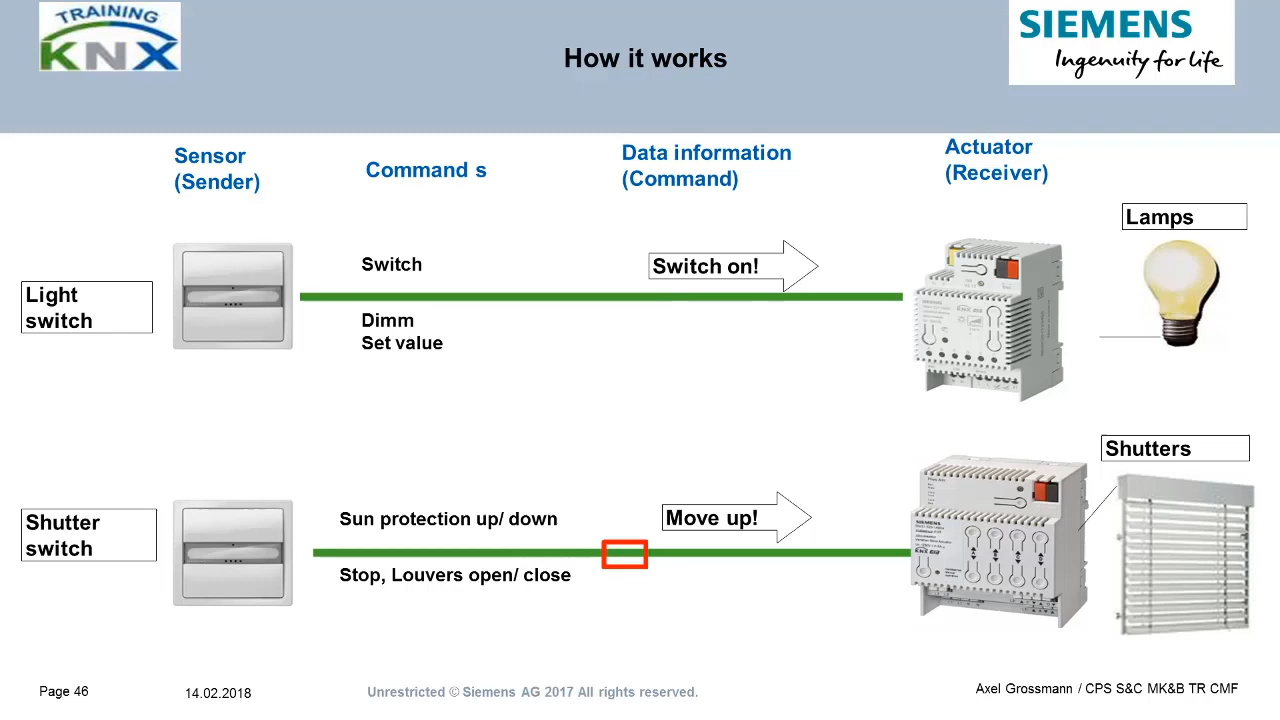 TRAINING
KNX
SIEMENS
Ingenuity for life
How it works
Sensor
(Sender)
Command s
Data information
(Command)
Actuator
(Receiver)
Lamps
Light
switch
Switch
Switch on!
Dimm
Set value
SIEMENS
Shutters
Shutter
switch
Sun protection up/ down
Move up!
Stop, Louvers open/ close
SIEMENS
Page 46
14.02.2018
Unrestricted © Siemens AG 2017 All rights reserved.
Axel Grossmann / CPS S&C MK&B TR CMF